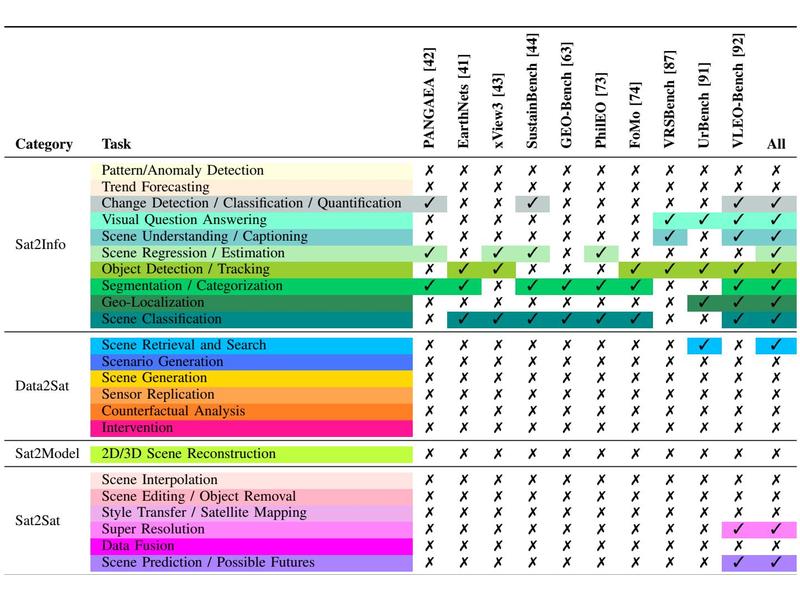 Category Task PANGAEA [42] EarthNets [41] xView3 [43] SustainBench [44] GEO-Bench [63] PhilEO [73] FoMo [74] VRSBench [87] UrBench [91] VLEO-Bench [92] All
Sat2Info
Pattern/Anomaly Detection ✗ ✗ ✗ ✗ ✗ ✗ ✗ ✗ ✗ ✗ ✗
Trend Forecasting ✗ ✗ ✗ ✗ ✗ ✗ ✗ ✗ ✗ ✗ ✗
Change Detection / Classification / Quantification ✓ ✗ ✗ ✓ ✗ ✗ ✗ ✗ ✗ ✓ ✓
Visual Question Answering ✗ ✗ ✗ ✗ ✗ ✗ ✗ ✓ ✓ ✓ ✓
Scene Understanding / Captioning ✗ ✗ ✗ ✗ ✗ ✗ ✗ ✓ ✗ ✓ ✓
Scene Regression / Estimation ✓ ✗ ✓ ✓ ✗ ✓ ✗ ✗ ✗ ✗ ✓
Object Detection / Tracking ✗ ✓ ✓ ✗ ✗ ✗ ✓ ✓ ✓ ✓ ✓
Segmentation / Categorization ✓ ✓ ✗ ✓ ✓ ✓ ✓ ✗ ✗ ✓ ✓
Geo-Localization ✗ ✗ ✗ ✗ ✗ ✗ ✗ ✗ ✓ ✓ ✓
Scene Classification ✗ ✓ ✓ ✓ ✓ ✓ ✓ ✗ ✗ ✓ ✓
Data2Sat
Scene Retrieval and Search ✗ ✗ ✗ ✗ ✗ ✗ ✗ ✗ ✓ ✗ ✓
Scenario Generation ✗ ✗ ✗ ✗ ✗ ✗ ✗ ✗ ✗ ✗ ✗
Scene Generation ✗ ✗ ✗ ✗ ✗ ✗ ✗ ✗ ✗ ✗ ✗
Sensor Replication ✗ ✗ ✗ ✗ ✗ ✗ ✗ ✗ ✗ ✗ ✗
Counterfactual Analysis ✗ ✗ ✗ ✗ ✗ ✗ ✗ ✗ ✗ ✗ ✗
Intervention ✗ ✗ ✗ ✗ ✗ ✗ ✗ ✗ ✗ ✗ ✗
Sat2Model 2D/3D Scene Reconstruction ✗ ✗ ✗ ✗ ✗ ✗ ✗ ✗ ✗ ✗ ✗
Sat2Sat
Scene Interpolation ✗ ✗ ✗ ✗ ✗ ✗ ✗ ✗ ✗ ✗ ✗
Scene Editing / Object Removal ✗ ✗ ✗ ✗ ✗ ✗ ✗ ✗ ✗ ✗ ✗
Style Transfer / Satellite Mapping ✗ ✗ ✗ ✗ ✗ ✗ ✗ ✗ ✗ ✗ ✗
Super Resolution ✗ ✗ ✗ ✗ ✗ ✗ ✗ ✗ ✗ ✓ ✓
Data Fusion ✗ ✗ ✗ ✗ ✗ ✗ ✗ ✗ ✗ ✗ ✗
Scene Prediction / Possible Futures ✗ ✗ ✗ ✗ ✗ ✗ ✗ ✗ ✗ ✓ ✓